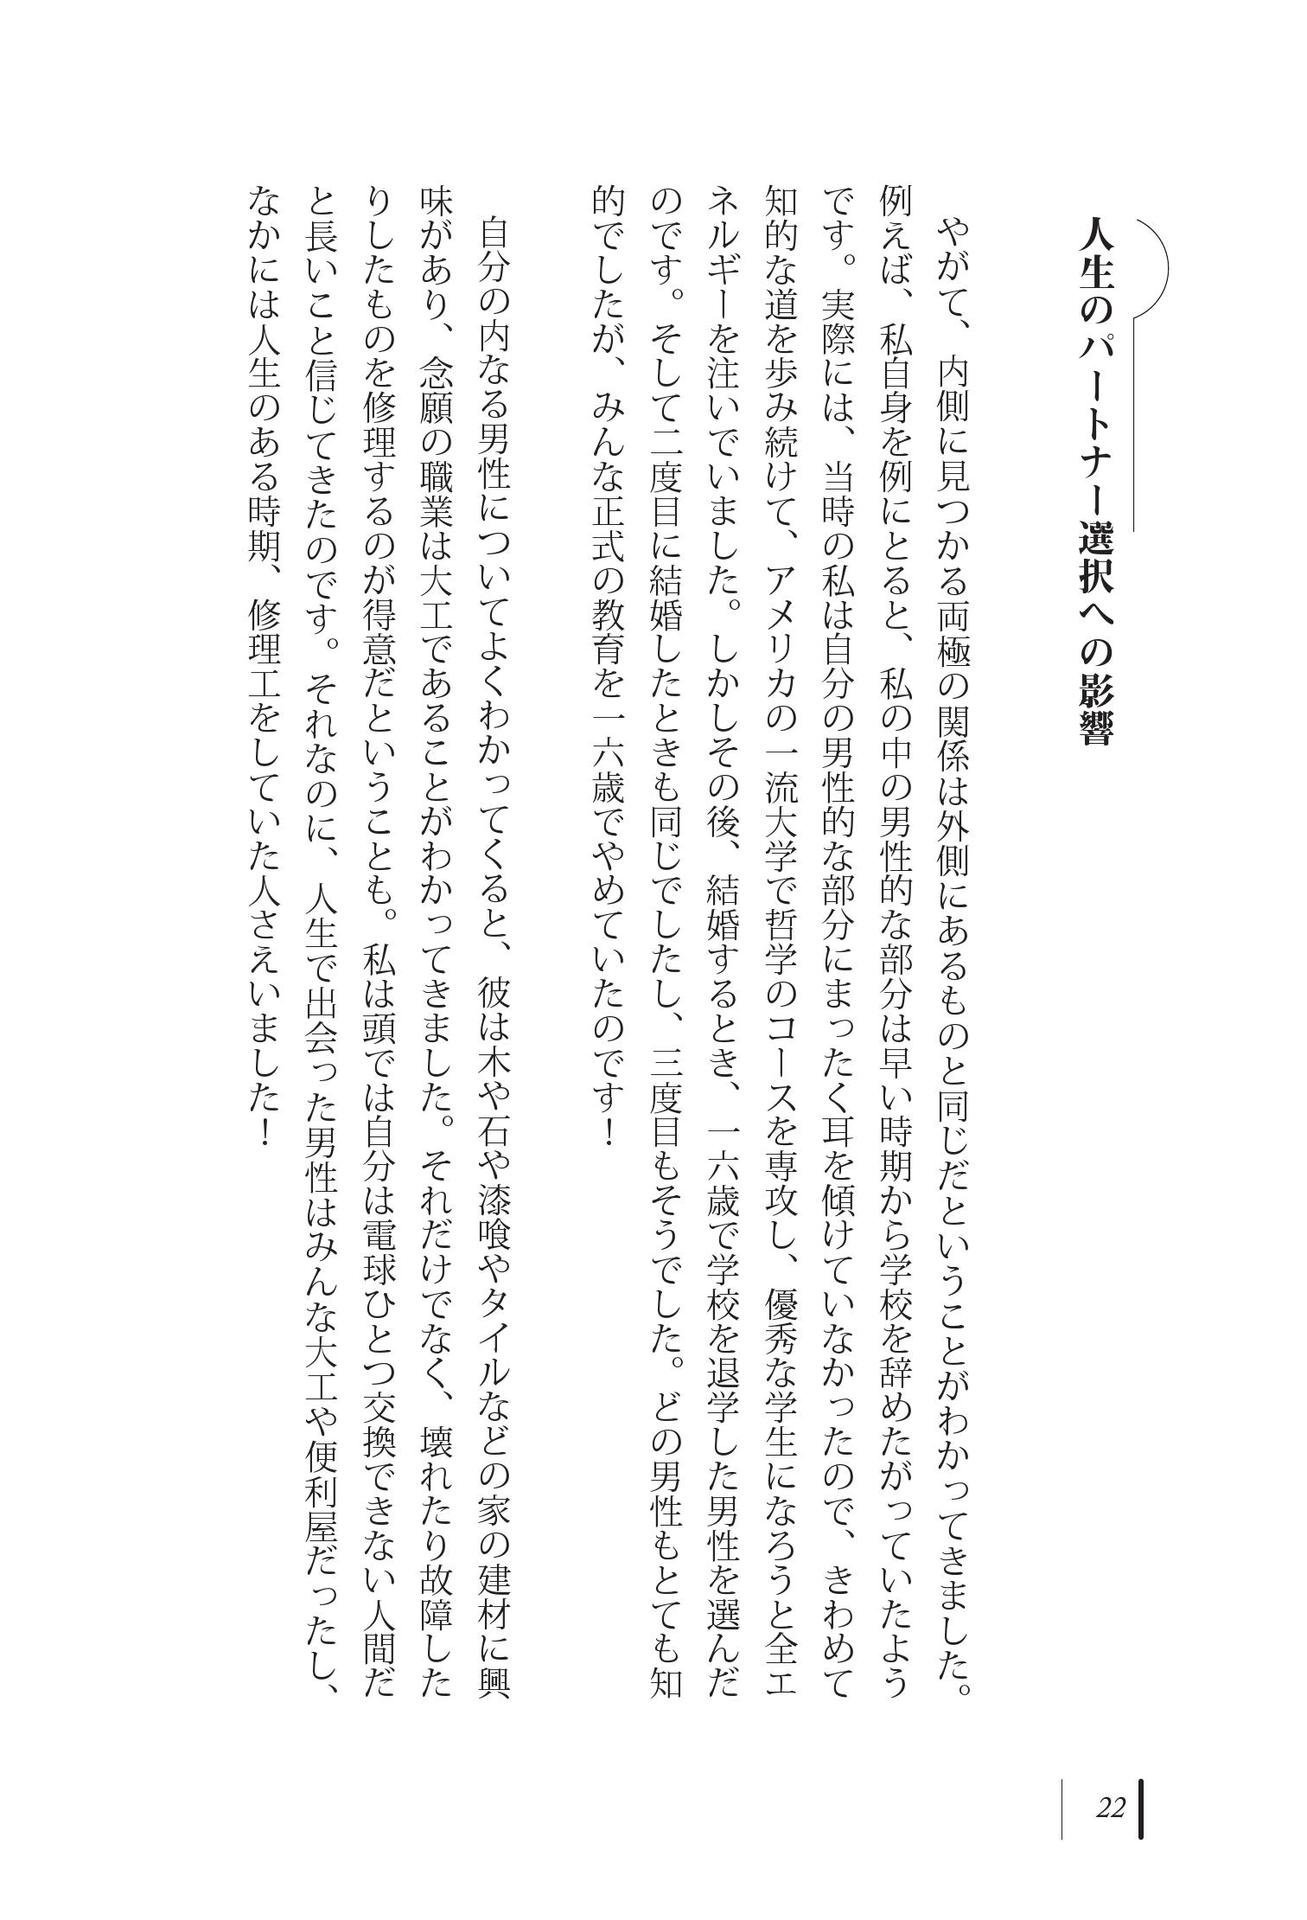 人生のパートナー選択への影響
やがて、内側に見つかる両極の関係は外側にあるものと同じだということがわかってきました。
例えば、私自身を例にとると、私の中の男性的な部分は早い時期から学校を辞めたがっていたよう
です。実際には、当時の私は自分の男性的な部分にまったく耳を傾けていなかったので、きわめて
知的な道を歩み続けて、アメリカの一流大学で哲学のコースを専攻し、優秀な学生になろうと全エ
ネルギーを注いでいました。しかしその後、結婚するとき、一六歳で学校を退学した男性を選んだ
のです。そして二度目に結婚したときも同じでしたし、三度目もそうでした。どの男性もとても知
的でしたが、みんな正式の教育を一六歳でやめていたのです！
自分の内なる男性についてよくわかってくると、彼は木や石や漆喰やタイルなどの家の建材に興
味があり、念願の職業は大工であることがわかってきました。それだけでなく、壊れたり故障した
りしたものを修理するのが得意だということも。私は頭では自分は電球ひとつ交換できない人間だ
と長いこと信じてきたのです。それなのに、人生で出会った男性はみんな大工や便利屋だったし、
なかには人生のある時期、修理工をしていた人さえいました！
22